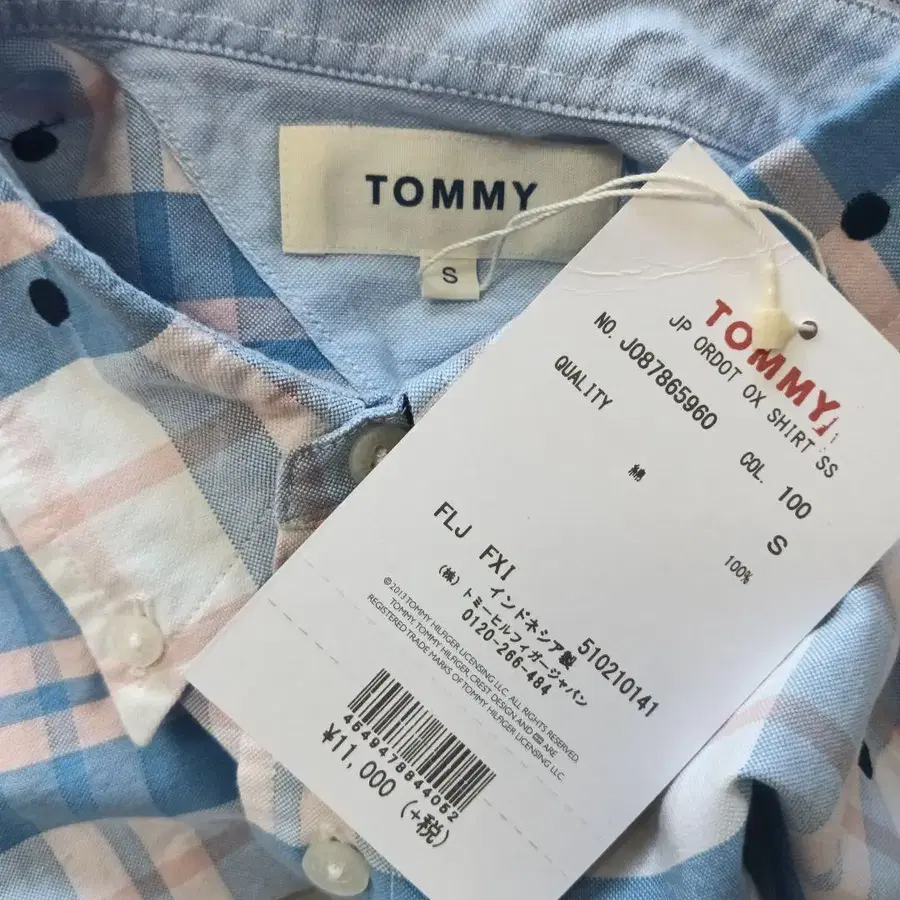 TOMMY
S
TOMMY
JP ORDOT OX SHIRT SS
NO. J087865960 COL. 100
QUALITY S
綿 100%
FLJ FXI 510210141
インドネシア製
(株) トミーヒルフィガージャパン
0120-266-484
©2013 TOMMY HILFIGER LICENSING LLC. ALL RIGHTS RESERVED.
TOMMY, TOMMY HILFIGER, CREST DESIGN AND ARE
REGISTERED TRADE MARKS OF TOMMY HILFIGER LICENSING LLC.
4549478844052
¥11,000 (+税)